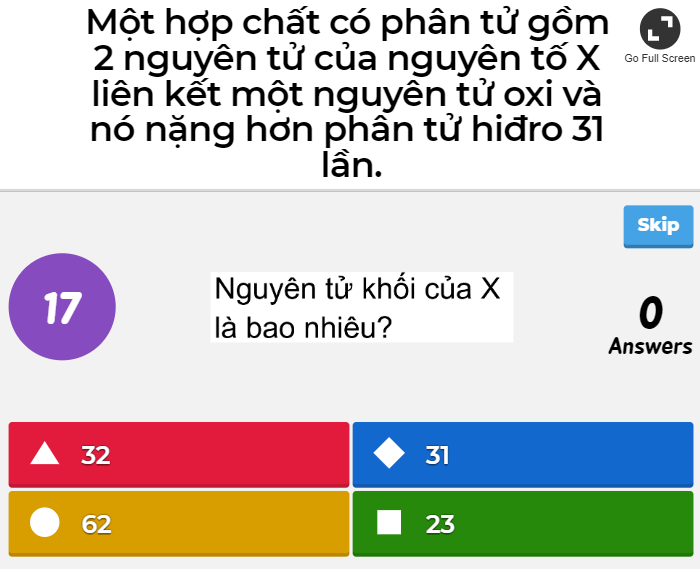 Một hợp chất có phân tử gồm
2 nguyên tử của nguyên tố X
liên kết một nguyên tử oxi và
nó nặng hơn phân tử hiđro 31
lần.
Go Full Screen
Skip
17
Nguyên tử khối của X
là bao nhiêu?
0
Answers
32
31
62
23